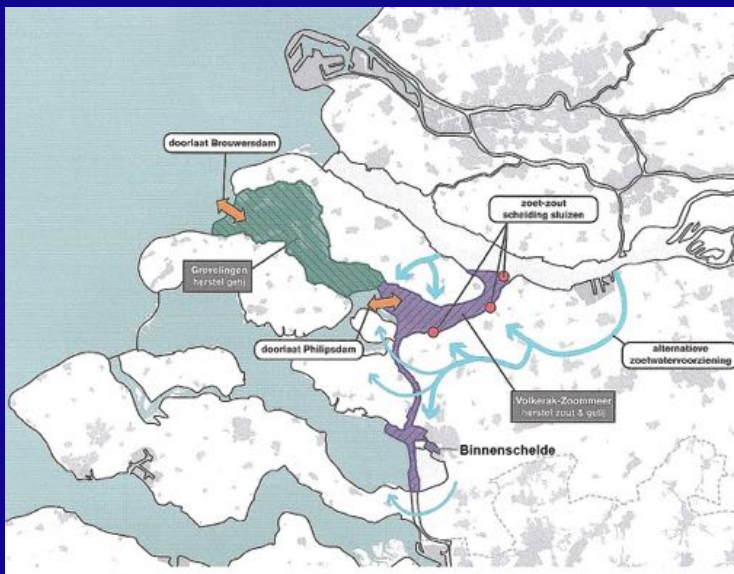 doorlaat Brouwersdam
zoet-zout
scheiding sluizen
Grevelingen
herstel getij
doorlaat Philipsdam
alternatieve
zoetwatervoorziening
Volkerak-Zoommeer
herstel zout & getij
Binnenschelde